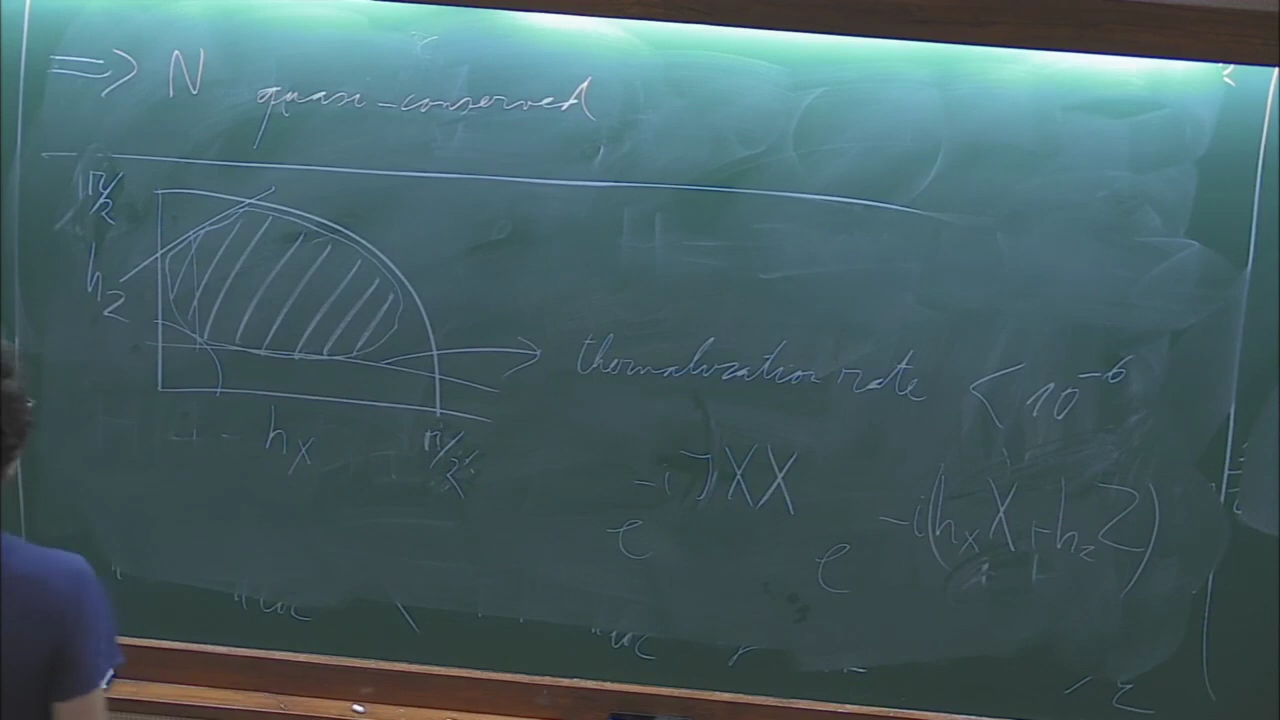 ⇒ N quasi-conserved
π/2
h_z
→ thermalization rate < 10^{-6}
h_x π/2
e^{-iJXX} e^{-i(h_x X + h_z Z)}